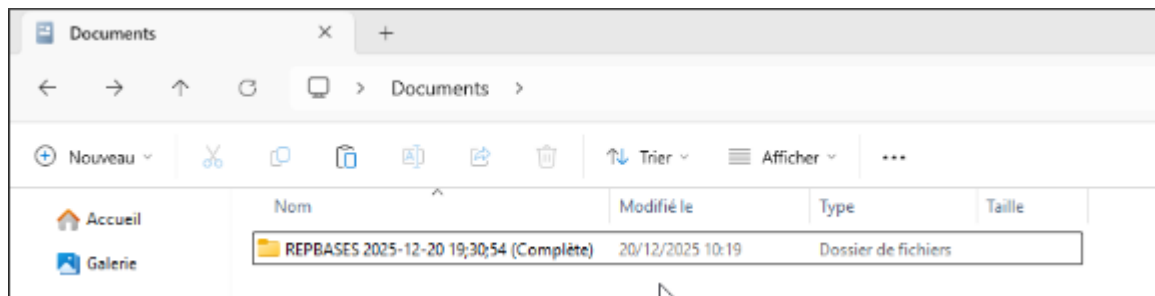 Documents
Documents
Nouveau
Trier
Afficher
Accueil
Galerie
Nom
Modifié le
Type
Taille
REPBASES 2025-12-20 19;30;54 (Complète)
20/12/2025 10:19
Dossier de fichiers